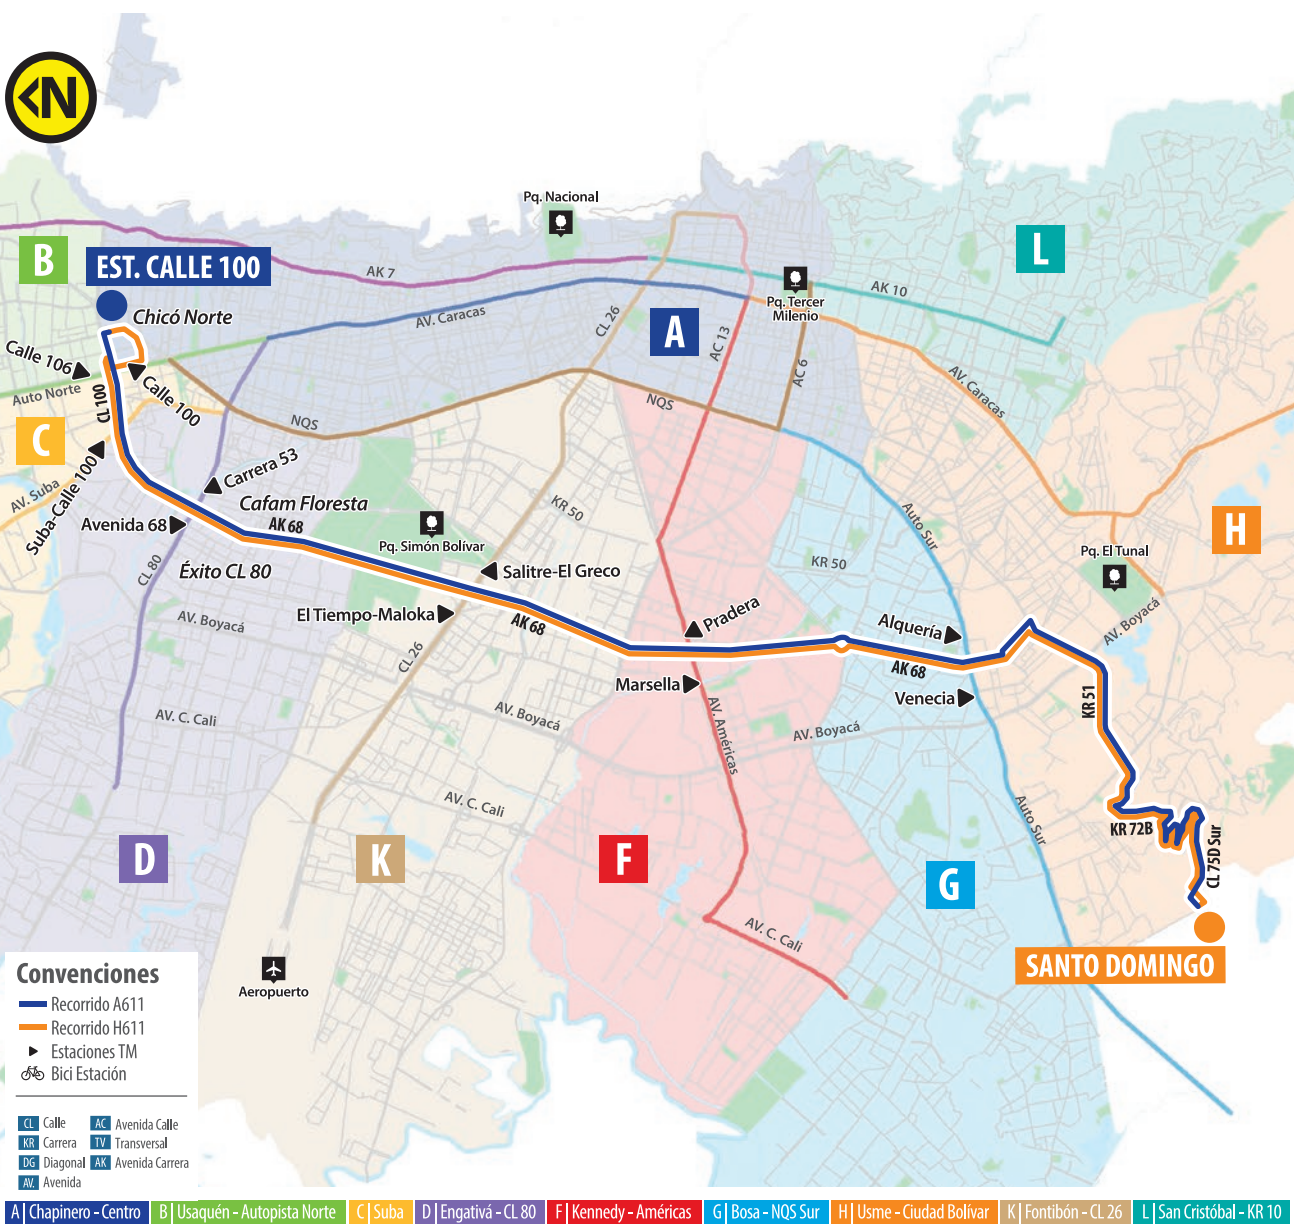 N
Pq. Nacional
B
EST. CALLE 100
L
AK 7
Chicó Norte
Pq. Tercer
Milenio
AK 10
AV. Caracas
CL 26
A
AC 13
AC 6
Calle 106
Calle 100
Auto Norte
CL 100
NQS
NQS
AV. Caracas
C
Suba-Calle 100
AV. Suba
Carrera 53
Cafam Floresta
AK 68
Avenida 68
KR 50
Auto Sur
H
Pq. Simón Bolívar
Pq. El Tunal
CL 80
Éxito CL 80
Salitre-El Greco
KR 50
El Tiempo-Maloka
AV. Boyacá
AK 68
Pradera
Alquería
AV. Boyacá
CL 26
AK 68
Marsella
Venecia
KR 51
AV. C. Cali
AV. Boyacá
AV. Américas
AV. Boyacá
AV. C. Cali
Auto Sur
KR 72B
CL 75D Sur
D
K
F
G
AV. C. Cali
SANTO DOMINGO
Aeropuerto
Convenciones
Recorrido A611
Recorrido H611
Estaciones TM
Bici Estación
CL Calle
AC Avenida Calle
KR Carrera
TV Transversal
DG Diagonal
AK Avenida Carrera
AV. Avenida
A | Chapinero - Centro
B | Usaquén - Autopista Norte
C | Suba
D | Engativá - CL 80
F | Kennedy - Américas
G | Bosa - NQS Sur
H | Usme - Ciudad Bolívar
K | Fontibón - CL 26
L | San Cristóbal - KR 10